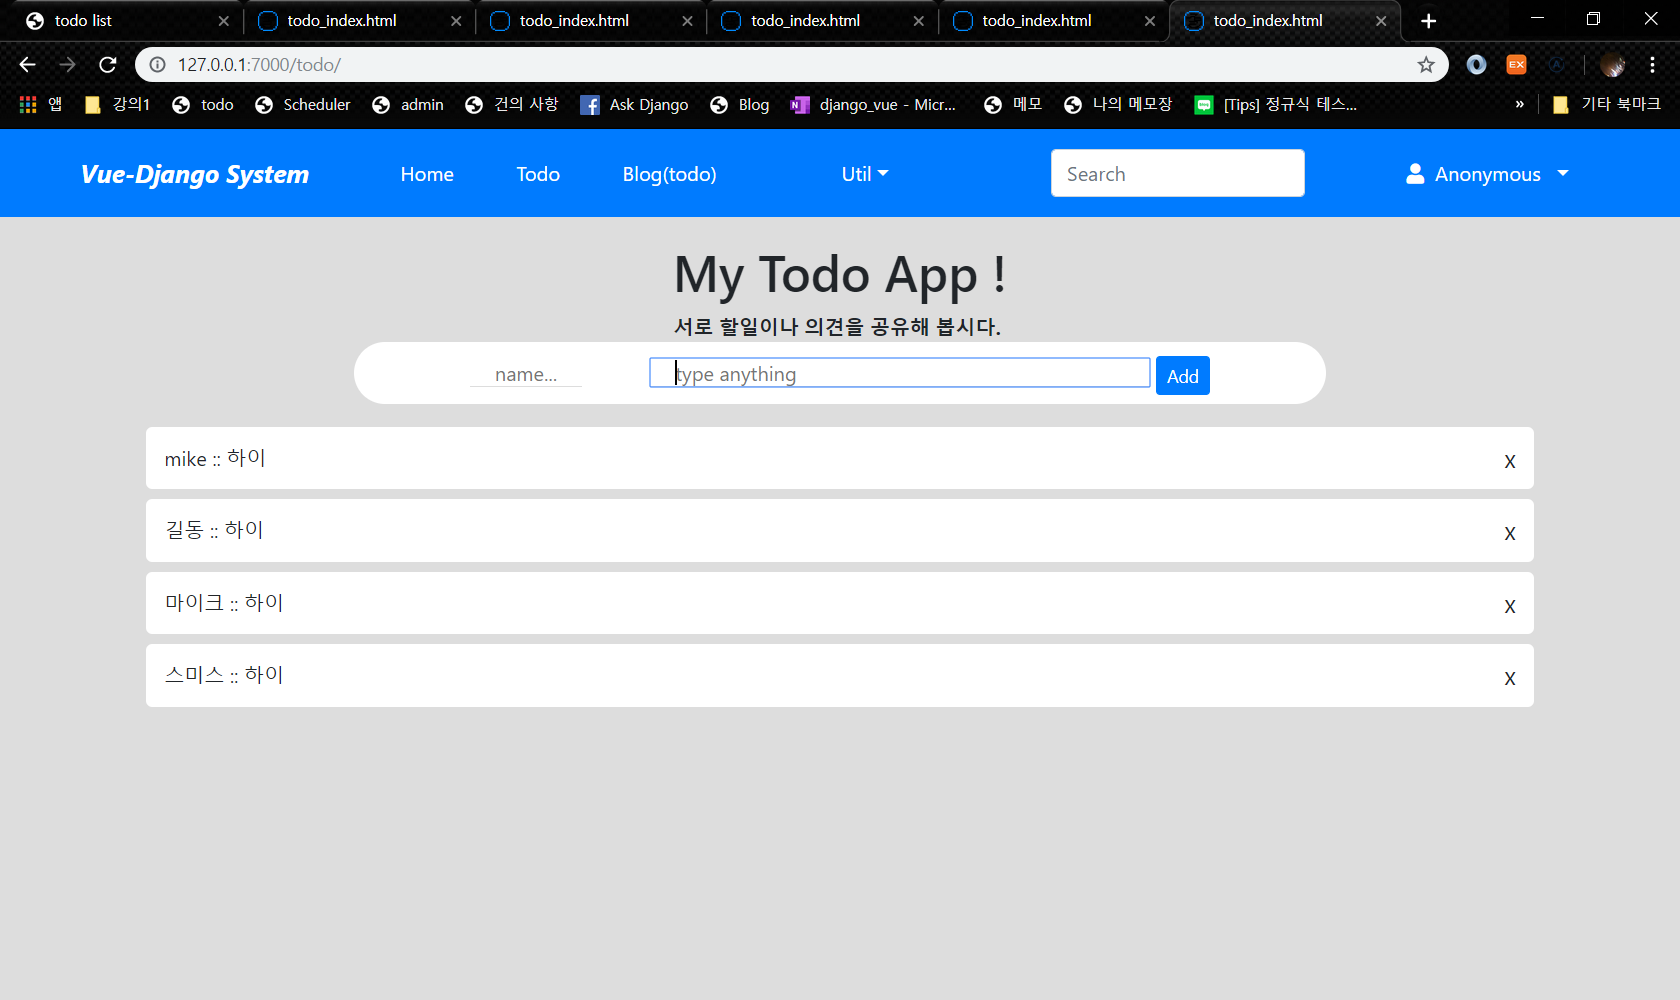 todo list
todo_index.html
todo_index.html
todo_index.html
todo_index.html
todo_index.html
127.0.0.1:7000/todo/
EX
앱 강의1 todo Scheduler admin 건의 사항 Ask Django Blog django_vue - Micr... 메모 나의 메모장 [Tips] 정규식 테스... » 기타 북마크
Vue-Django System Home Todo Blog(todo) Util Search Anonymous
My Todo App !
서로 할일이나 의견을 공유해 봅시다.
name... type anything Add
mike :: 하이 X
길동 :: 하이 X
마이크 :: 하이 X
스미스 :: 하이 X